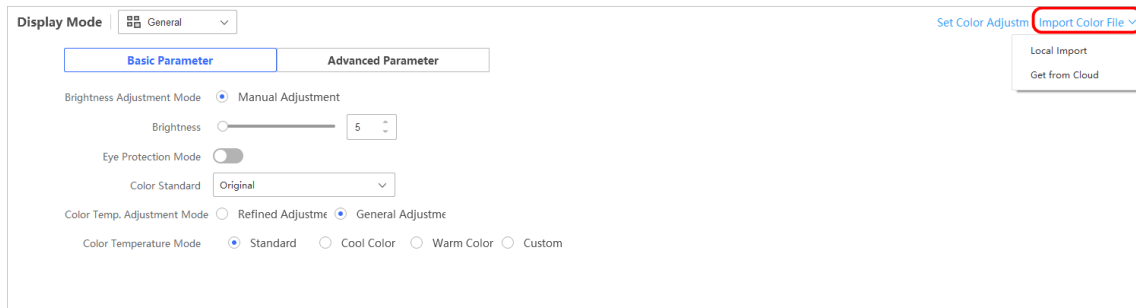 Display Mode General Set Color Adjustm Import Color File
Local Import
Get from Cloud
Basic Parameter Advanced Parameter
Brightness Adjustment Mode Manual Adjustment
Brightness 5
Eye Protection Mode
Color Standard Original
Color Temp. Adjustment Mode Refined Adjustme General Adjustme
Color Temperature Mode Standard Cool Color Warm Color Custom